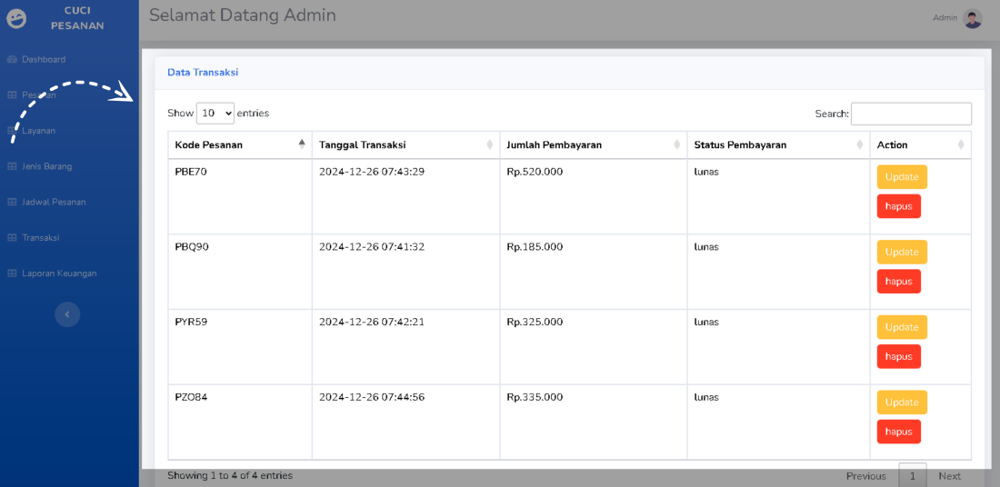 CUCI
PESANAN
Selamat Datang Admin
Admin
Dashboard
Pesanan
Layanan
Jenis Barang
Jadwal Pesanan
Transaksi
Laporan Keuangan
Data Transaksi
Show 10 entries
Search:
Kode Pesanan Tanggal Transaksi Jumlah Pembayaran Status Pembayaran Action
PBE70 2024-12-26 07:43:29 Rp.520.000 lunas Update
hapus
PBQ90 2024-12-26 07:41:32 Rp.185.000 lunas Update
hapus
PYR59 2024-12-26 07:42:21 Rp.325.000 lunas Update
hapus
PZO84 2024-12-26 07:44:56 Rp.335.000 lunas Update
hapus
Showing 1 to 4 of 4 entries
Previous 1 Next